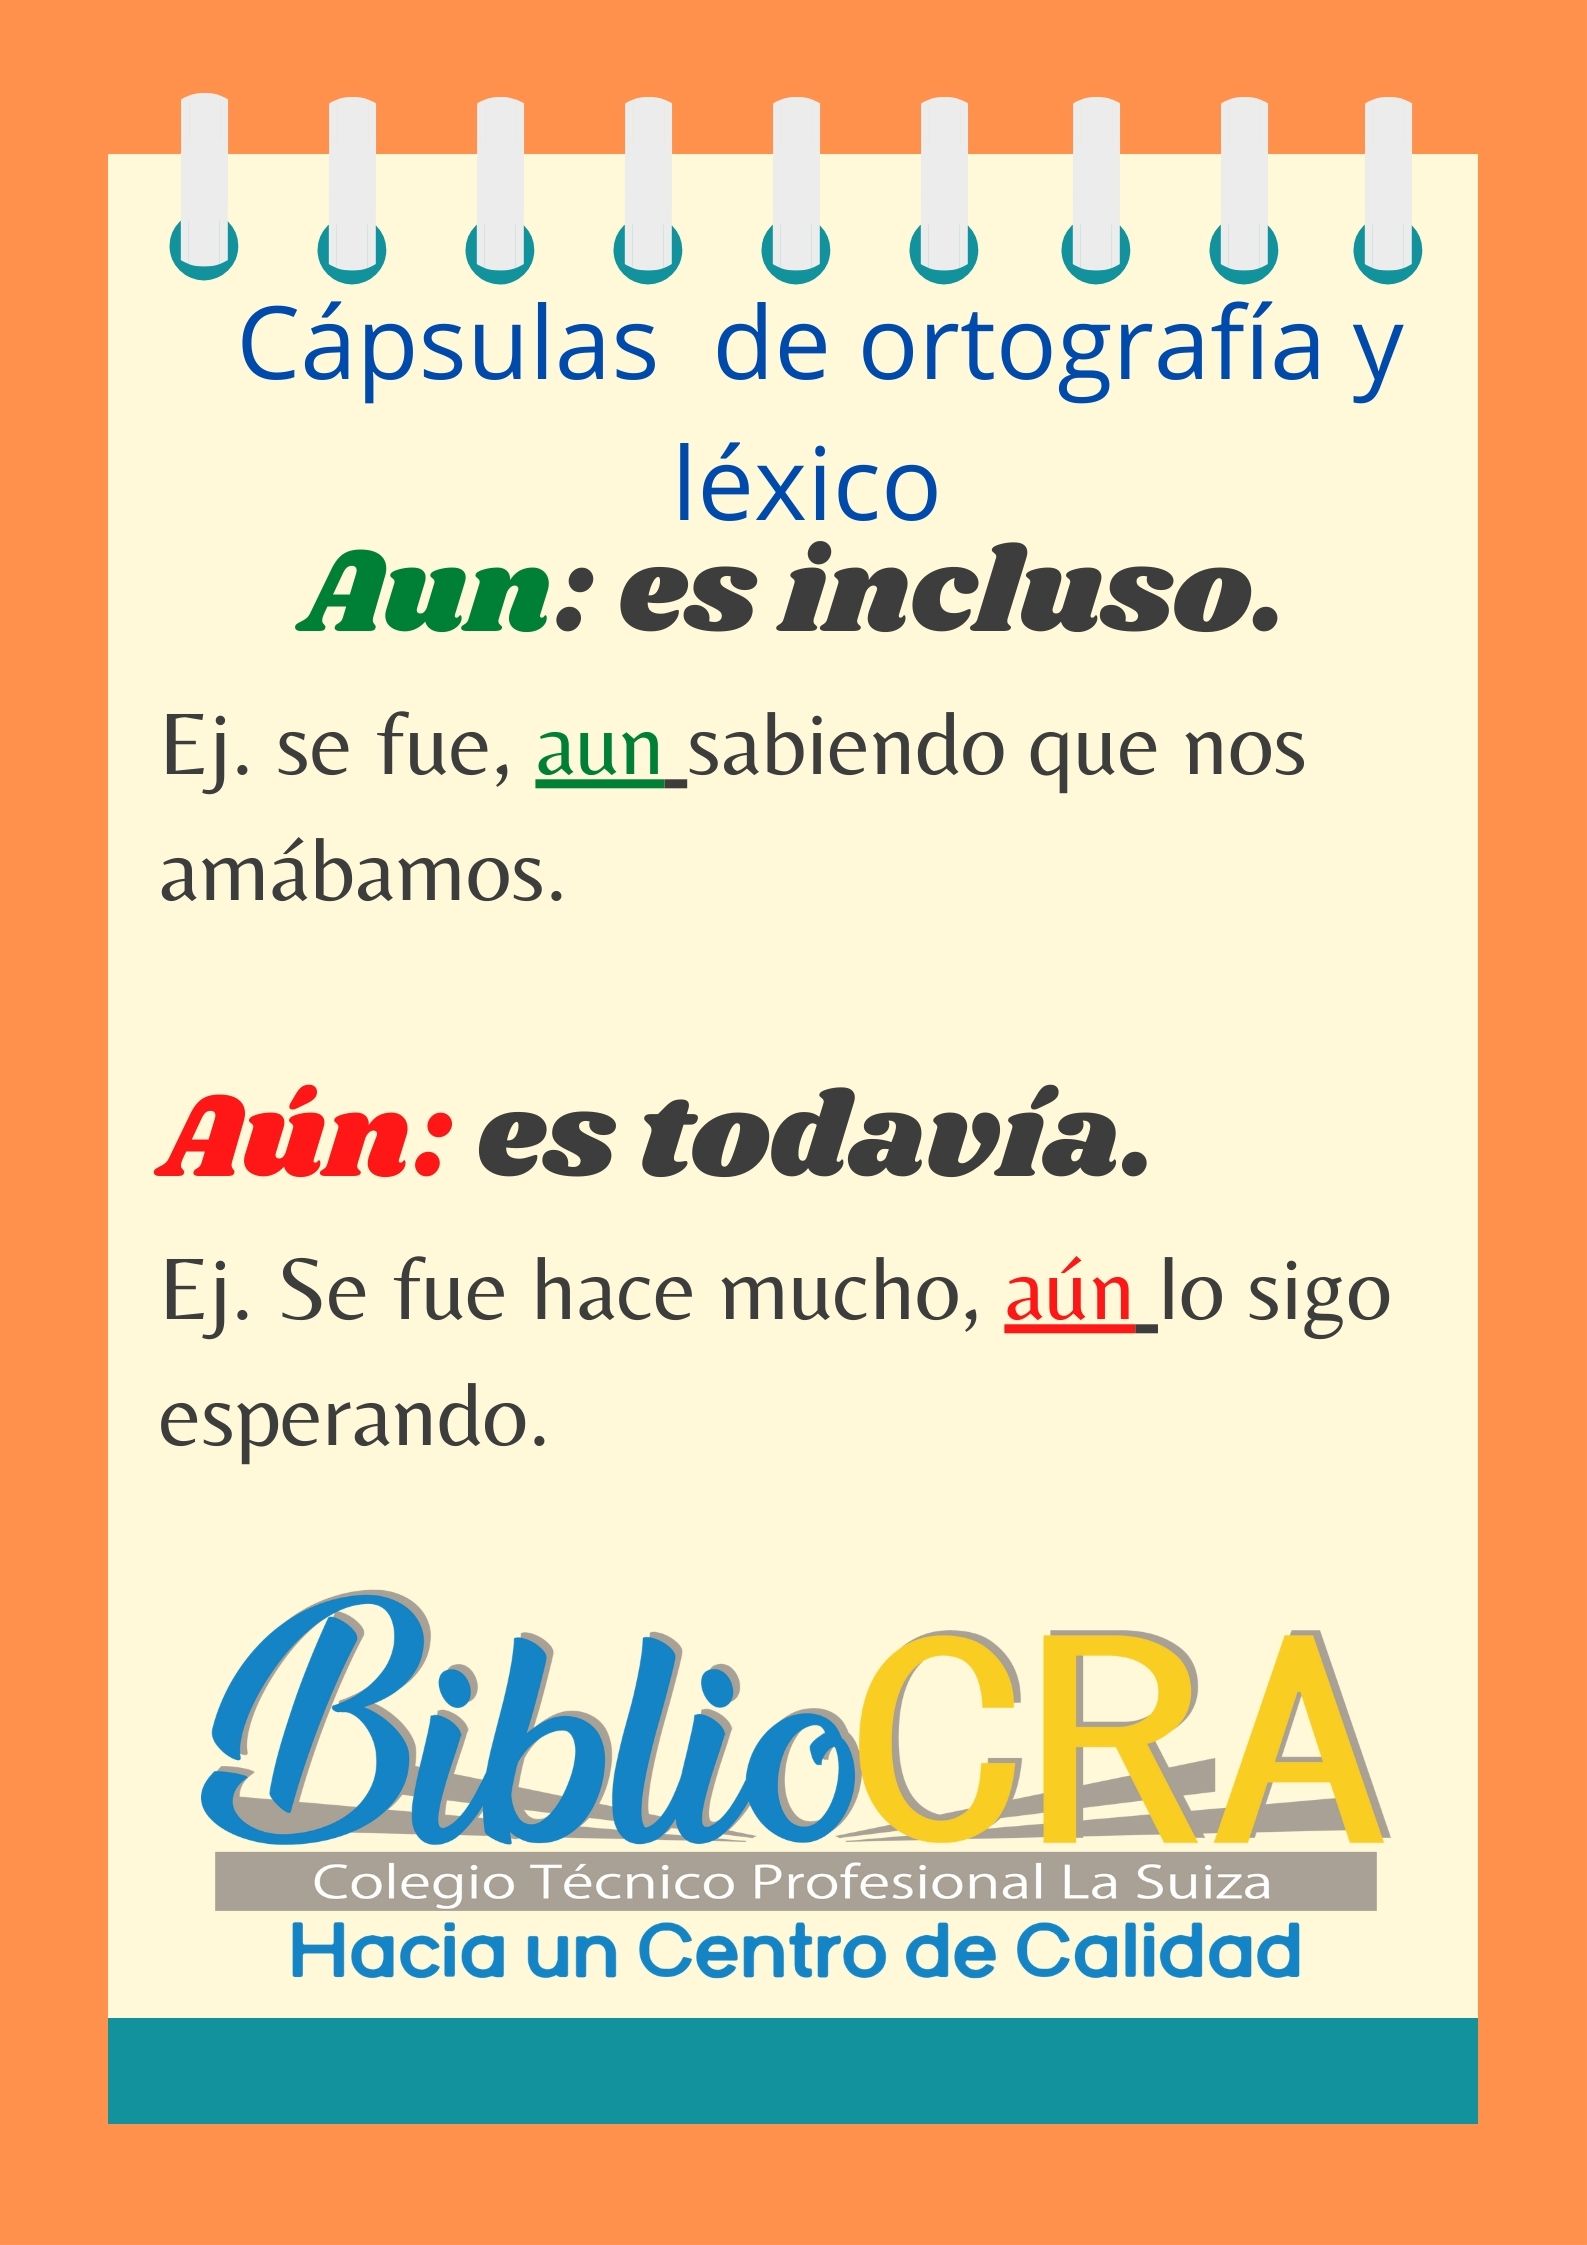 Cápsulas de ortografía y
léxico
Aun: es incluso.
Ej. se fue, aun sabiendo que nos
amábamos.
Aún: es todavía.
Ej. Se fue hace mucho, aún lo sigo
esperando.
BiblioCRA
Colegio Técnico Profesional La Suiza
Hacia un Centro de Calidad